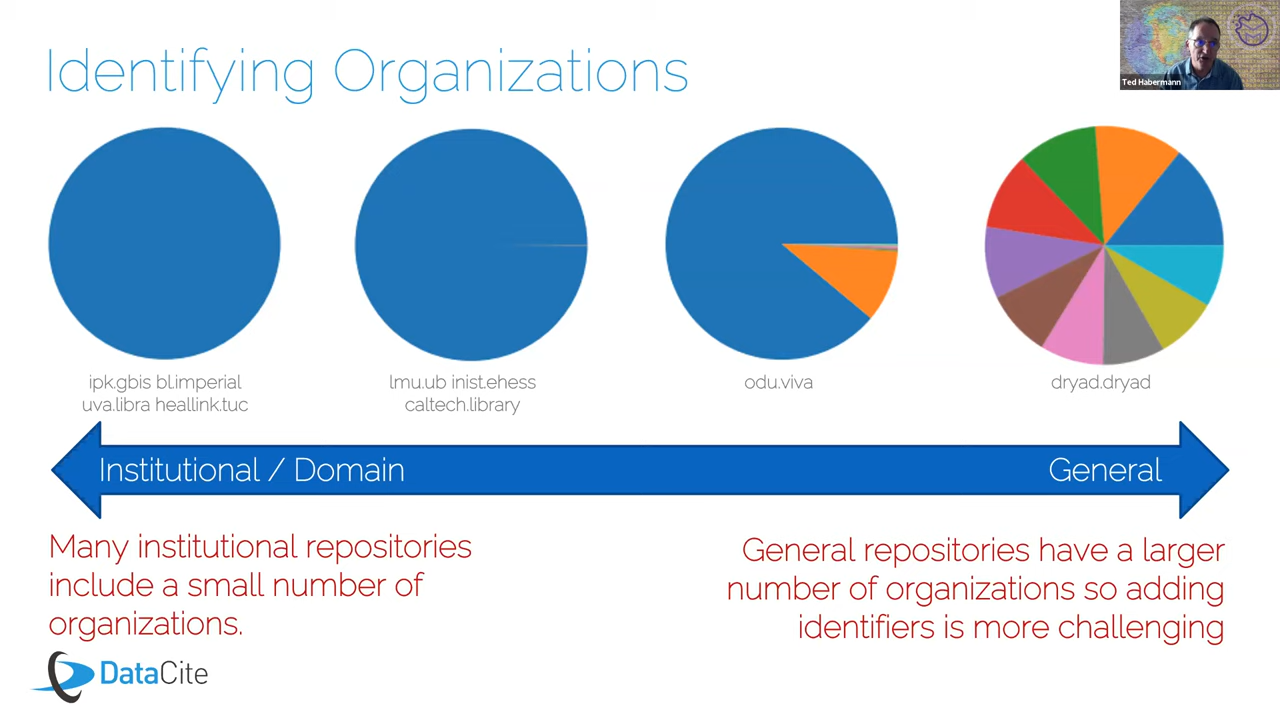 Identifying Organizations
Ted Habermann
ipk.gbis bl.imperial
uva.libra heallink.tuc
lmu.ub inist.ehess
caltech.library
odu.viva
dryad.dryad
Institutional / Domain
General
Many institutional repositories
include a small number of
organizations.
General repositories have a larger
number of organizations so adding
identifiers is more challenging
DataCite